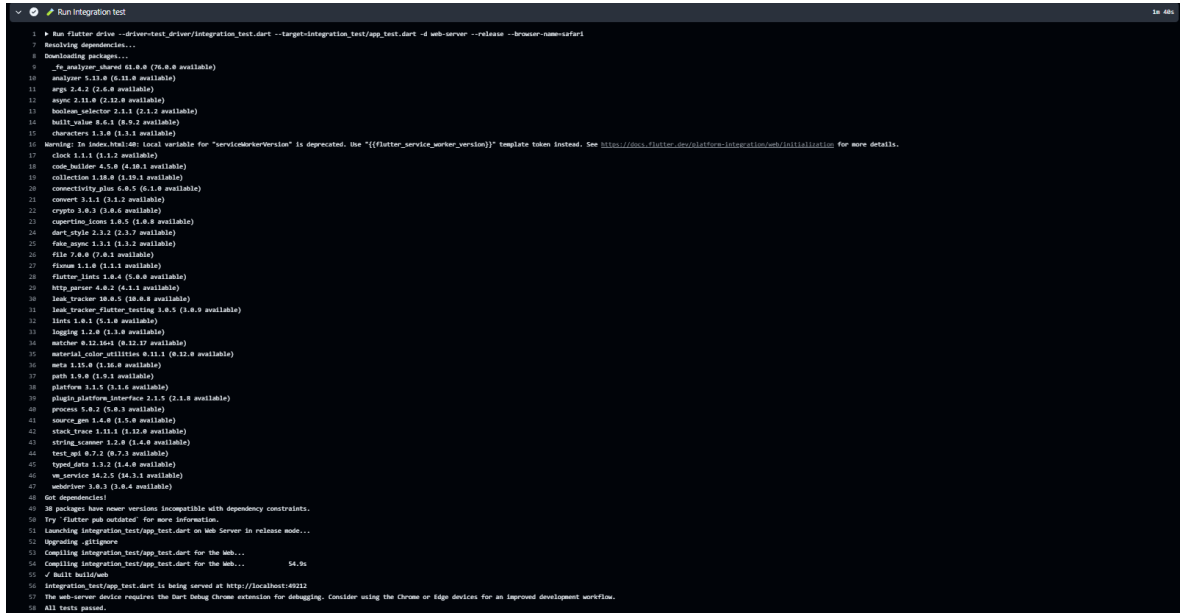 Run Integration test 1m 40s
1 ▶ Run flutter drive --driver=test_driver/integration_test.dart --target=integration_test/app_test.dart -d web-server --release --browser-name=safari
7 Resolving dependencies...
8 Downloading packages...
9 _fe_analyzer_shared 61.0.0 (76.0.0 available)
10 analyzer 5.13.0 (6.11.0 available)
11 args 2.4.2 (2.6.0 available)
12 async 2.11.0 (2.12.0 available)
13 boolean_selector 2.1.1 (2.1.2 available)
14 built_value 8.6.1 (8.9.2 available)
15 characters 1.3.0 (1.3.1 available)
16 Warning: In index.html:40: Local variable for "serviceWorkerVersion" is deprecated. Use "{{flutter_service_worker_version}}" template token instead. See https://docs.flutter.dev/platform-integration/web/initialization for more details.
17 clock 1.1.1 (1.1.2 available)
18 code_builder 4.5.0 (4.10.1 available)
19 collection 1.18.0 (1.19.1 available)
20 connectivity_plus 6.0.5 (6.1.0 available)
21 convert 3.1.1 (3.1.2 available)
22 crypto 3.0.3 (3.0.6 available)
23 cupertino_icons 1.0.5 (1.0.8 available)
24 dart_style 2.3.2 (2.3.7 available)
25 fake_async 1.3.1 (1.3.2 available)
26 file 7.0.0 (7.0.1 available)
27 fixnum 1.1.0 (1.1.1 available)
28 flutter_lints 1.0.4 (5.0.0 available)
29 http_parser 4.0.2 (4.1.1 available)
30 leak_tracker 10.0.5 (10.0.8 available)
31 leak_tracker_flutter_testing 3.0.5 (3.0.9 available)
32 lints 1.0.1 (5.1.0 available)
33 logging 1.2.0 (1.3.0 available)
34 matcher 0.12.16+1 (0.12.17 available)
35 material_color_utilities 0.11.1 (0.12.0 available)
36 meta 1.15.0 (1.16.0 available)
37 path 1.9.0 (1.9.1 available)
38 platform 3.1.5 (3.1.6 available)
39 plugin_platform_interface 2.1.5 (2.1.8 available)
40 process 5.0.2 (5.0.3 available)
41 source_gen 1.4.0 (1.5.0 available)
42 stack_trace 1.11.1 (1.12.0 available)
43 string_scanner 1.2.0 (1.4.0 available)
44 test_api 0.7.2 (0.7.3 available)
45 typed_data 1.3.2 (1.4.0 available)
46 vm_service 14.2.5 (14.3.1 available)
47 webdriver 3.0.3 (3.0.4 available)
48 Got dependencies!
49 38 packages have newer versions incompatible with dependency constraints.
50 Try `flutter pub outdated` for more information.
51 Launching integration_test/app_test.dart on Web Server in release mode...
52 Upgrading .gitignore
53 Compiling integration_test/app_test.dart for the Web...
54 Compiling integration_test/app_test.dart for the Web... 54.9s
55 √ Built build/web
56 integration_test/app_test.dart is being served at http://localhost:49212
57 The web-server device requires the Dart Debug Chrome extension for debugging. Consider using the Chrome or Edge devices for an improved development workflow.
58 All tests passed.